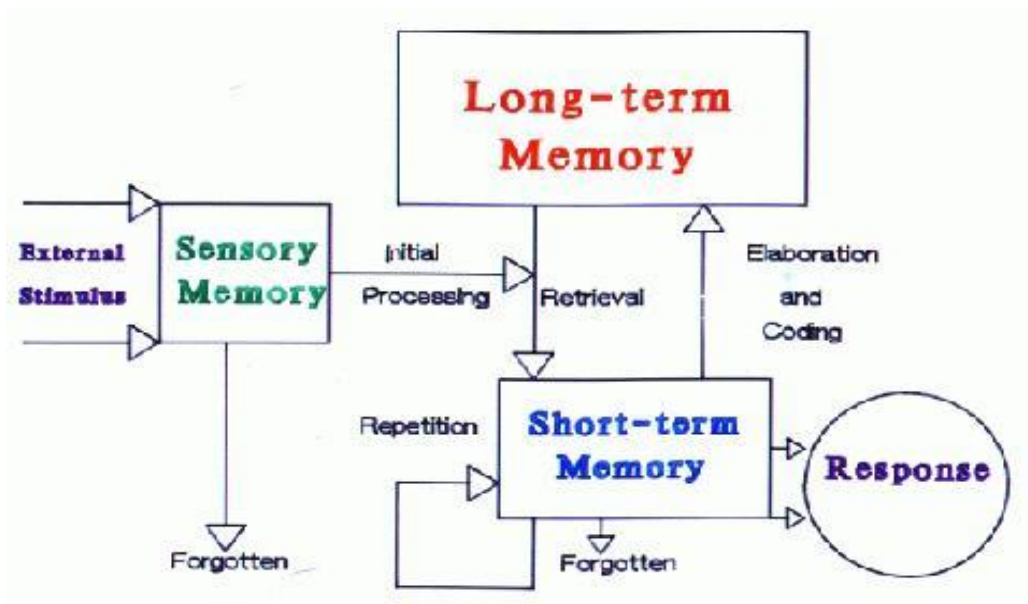 Long-term
Memory
External
Stimulus
Sensory
Memory
Initial
Processing
Retrieval
Elaboration
and
Coding
Repetition
Short-term
Memory
Response
Forgotten
Forgotten